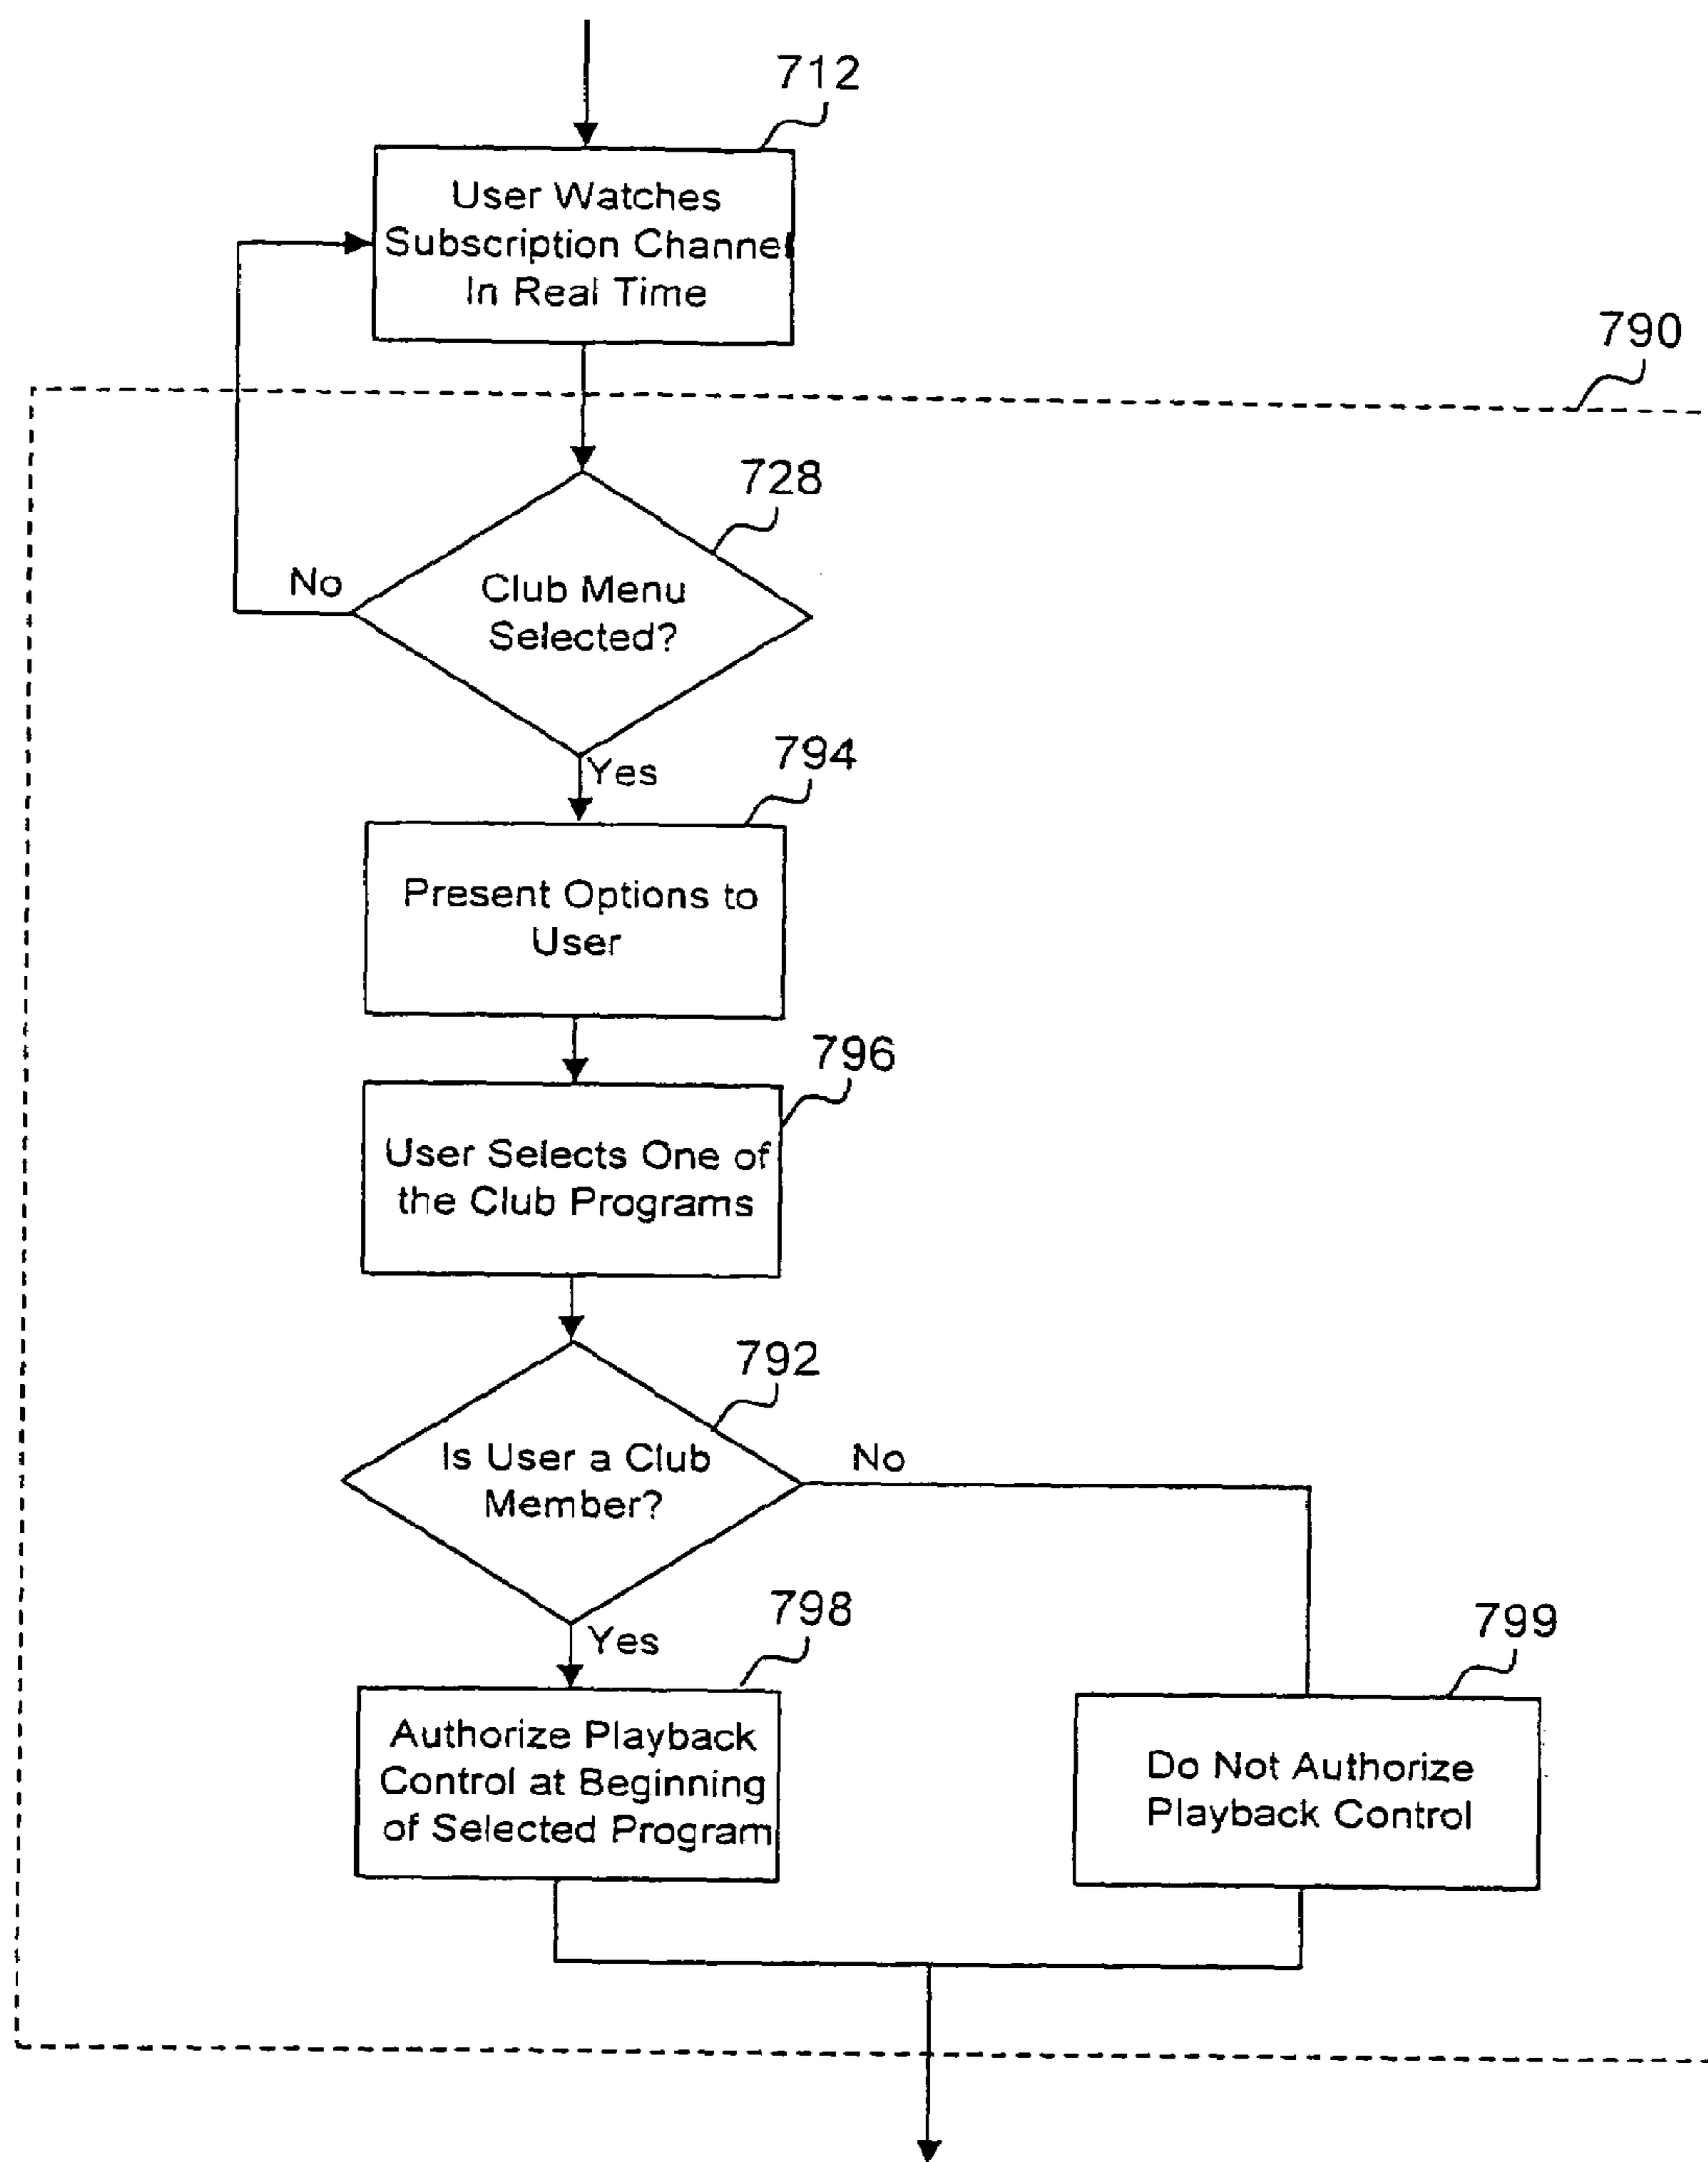 712
User Watches
Subscription Channel
In Real Time
790
728
No
Club Menu
Selected?
Yes
794
Present Options to
User
796
User Selects One of
the Club Programs
792
Is User a Club
Member?
No
Yes
798
Authorize Playback
Control at Beginning
of Selected Program
799
Do Not Authorize
Playback Control